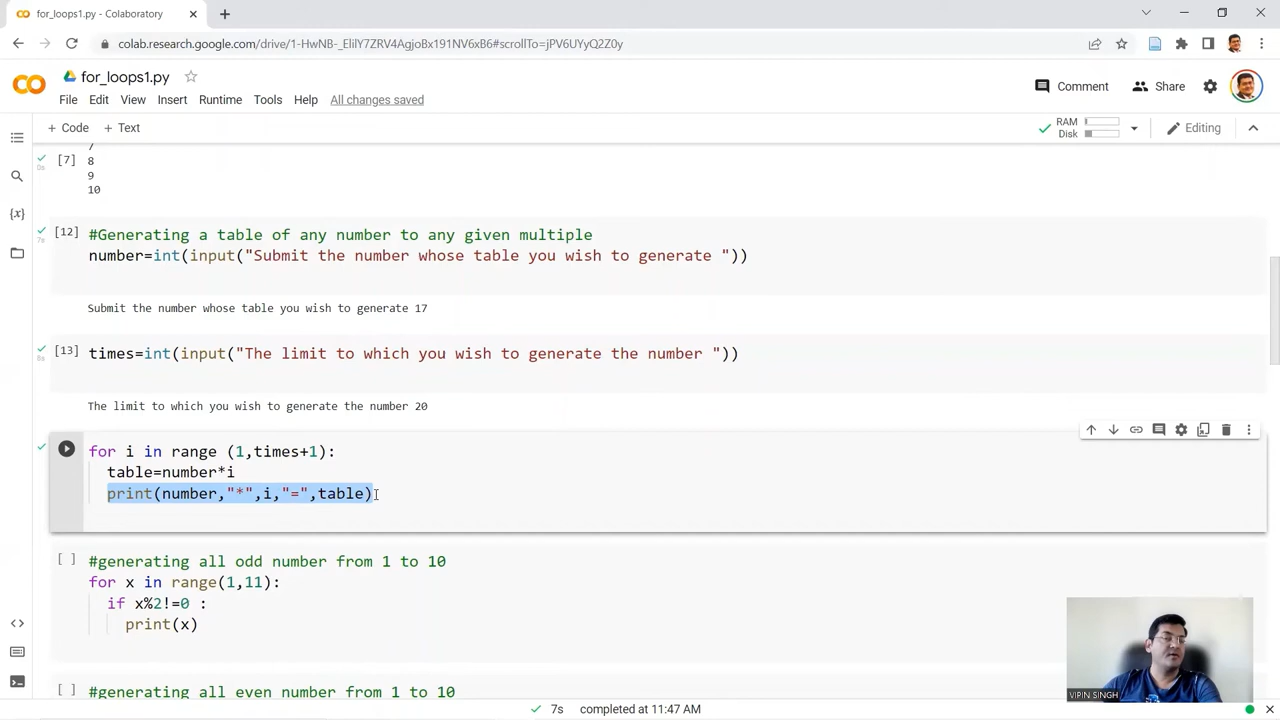 for_loops1.py - Colaboratory
colab.research.google.com/drive/1-HwNB-_ElilY7ZRV4AgjoBx191NV6xB6#scrollTo=jPV6UYyQ2Z0y
for_loops1.py
File Edit View Insert Runtime Tools Help All changes saved
Comment Share
+ Code + Text
RAM
Disk
Editing
7
[7] 8
9
10
[12] #Generating a table of any number to any given multiple
7s
number=int(input("Submit the number whose table you wish to generate "))
Submit the number whose table you wish to generate 17
[13] times=int(input("The limit to which you wish to generate the number "))
8s
The limit to which you wish to generate the number 20
for i in range (1,times+1):
table=number*i
print(number,"*",i,"=",table)
[ ] #generating all odd number from 1 to 10
for x in range(1,11):
if x%2!=0 :
print(x)
[ ] #generating all even number from 1 to 10
VIPIN SINGH
7s completed at 11:47 AM